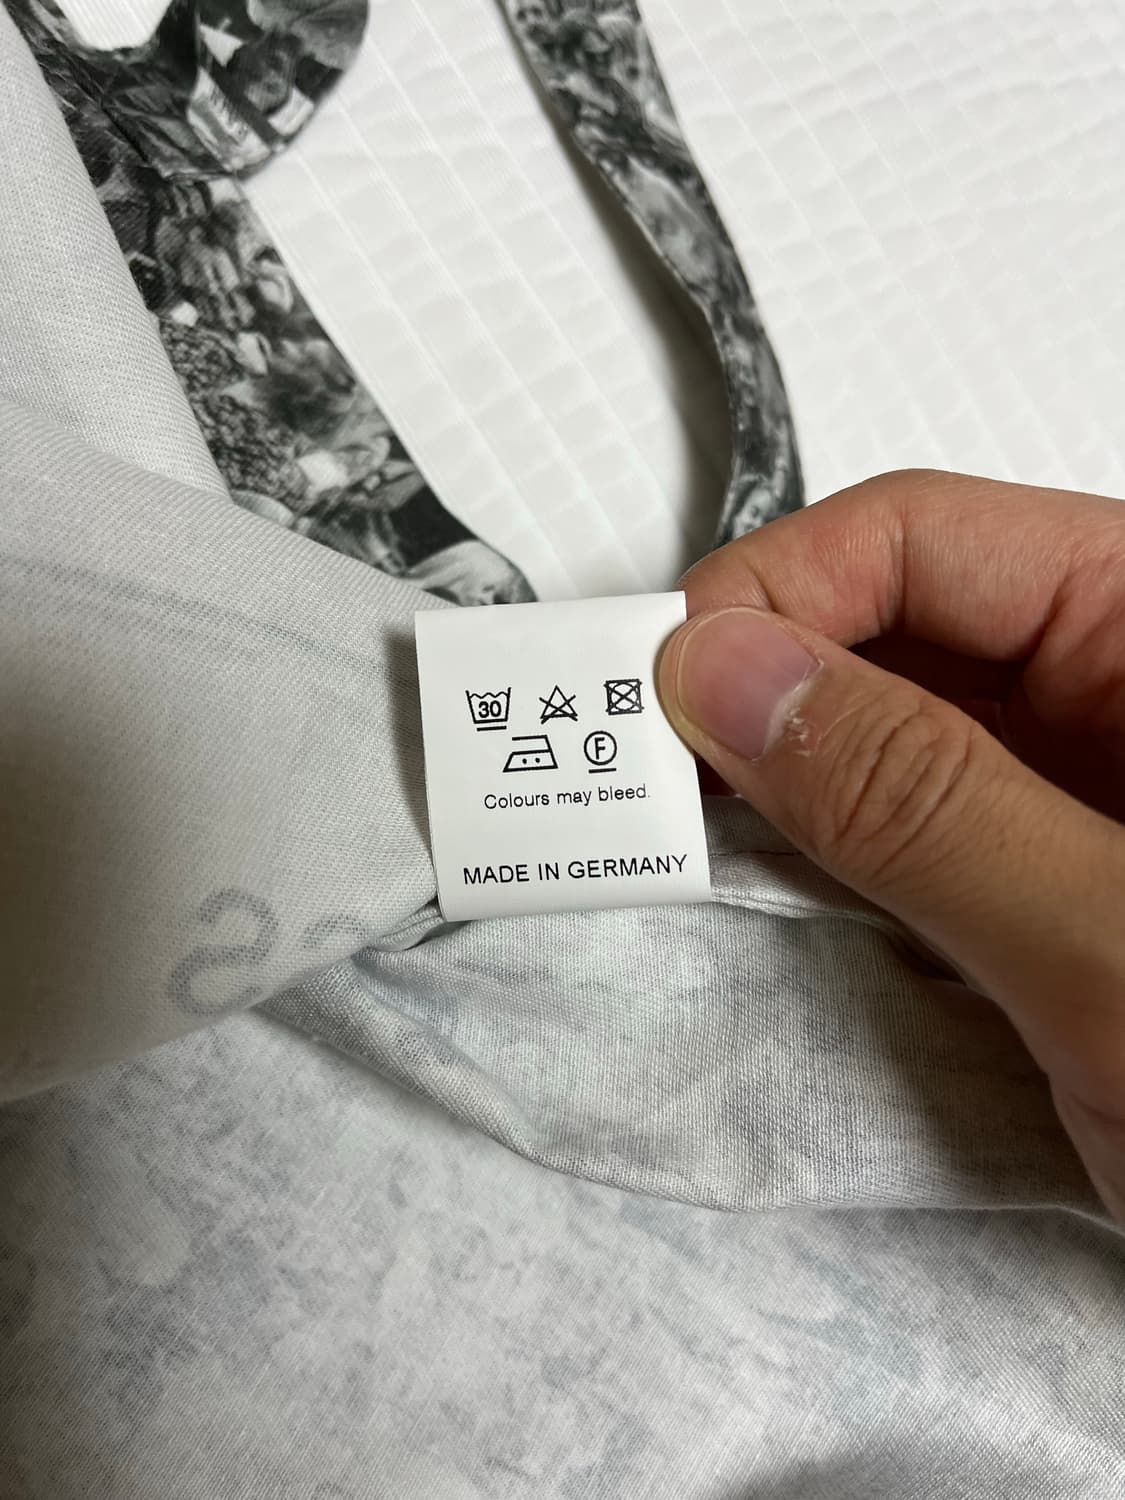 30
F
Colours may bleed.
MADE IN GERMANY